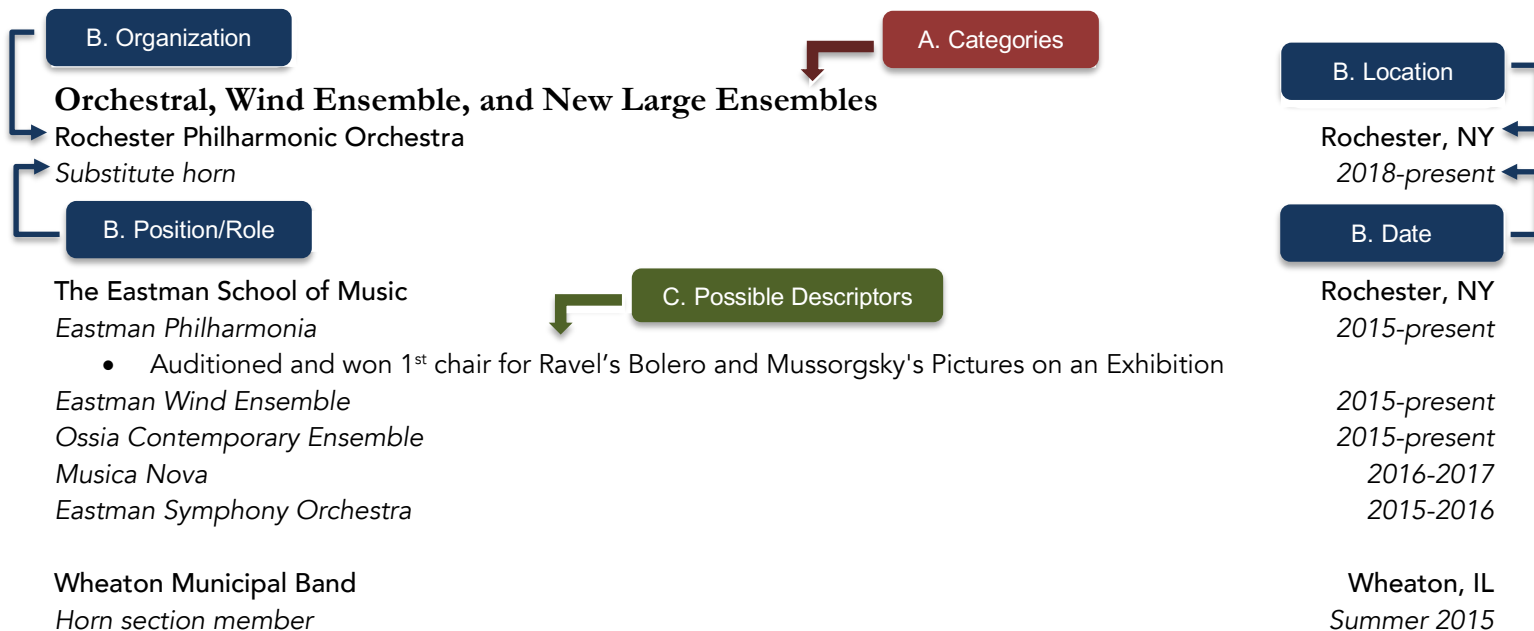 B. Organization
A. Categories
B. Location
Orchestral, Wind Ensemble, and New Large Ensembles
Rochester Philharmonic Orchestra Rochester, NY
Substitute horn 2018-present
B. Position/Role B. Date
The Eastman School of Music Rochester, NY
C. Possible Descriptors
Eastman Philharmonia 2015-present
• Auditioned and won 1st chair for Ravel’s Bolero and Mussorgsky's Pictures on an Exhibition
Eastman Wind Ensemble 2015-present
Ossia Contemporary Ensemble 2015-present
Musica Nova 2016-2017
Eastman Symphony Orchestra 2015-2016
Wheaton Municipal Band Wheaton, IL
Horn section member Summer 2015